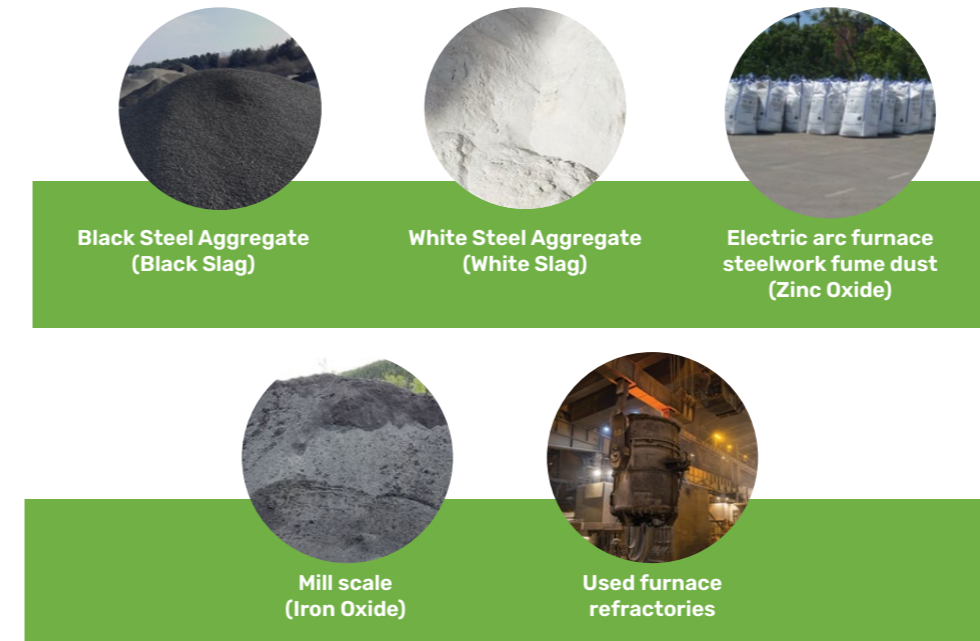 Black Steel Aggregate
(Black Slag)
White Steel Aggregate
(White Slag)
Electric arc furnace
steelwork fume dust
(Zinc Oxide)
Mill scale
(Iron Oxide)
Used furnace
refractories